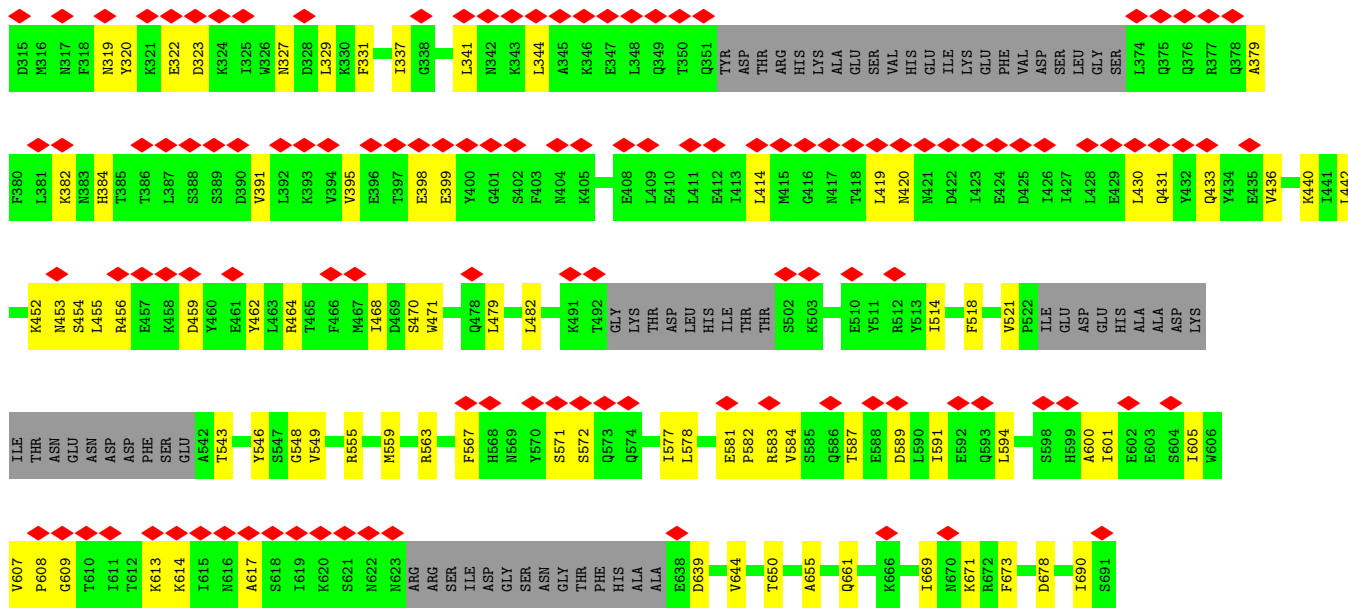 D315 M316 N317 F318 N319 Y320 K321 E322 D323 K324 I325 W326 N327 D328 L329 K330 F331 I337 G338 L341 N342 K343 L344 A345 K346 E347 L348 Q349 T350 Q351 TYR ASP THR ARG HIS LYS ALA GLU SER VAL HIS GLU ILE LYS GLU PHE VAL ASP SER LEU GLY SER L374 Q375 Q376 R377 Q378 A379
F380 L381 K382 N383 H384 T385 T386 L387 S388 S389 D390 V391 L392 K393 V394 V395 E396 T397 E398 E399 Y400 G401 S402 F403 N404 K405 E408 L409 E410 L411 E412 I413 L414 M415 G416 N417 T418 L419 N420 N421 D422 I423 E424 D425 I426 I427 L428 E429 L430 Q431 Y432 Q433 Y434 E435 V436 K440 I441 L442
K452 N453 S454 L455 R456 E457 K458 D459 Y460 E461 Y462 L463 R464 T465 F466 M467 I468 D469 S470 W471 Q478 L479 L482 K491 T492 GLY LYS THR ASP LEU HIS ILE THR THR S502 K503 E510 Y511 R512 Y513 I514 F518 V521 P522 ILE GLU ASP GLU HIS ALA ALA ASP LYS
ILE THR ASN GLU ASN ASP ASP PHE SER GLU A542 T543 Y546 S547 G548 V549 R555 M559 R563 F567 H568 N569 Y570 S571 S572 Q573 Q574 I577 L578 E581 P582 R583 V584 S585 Q586 T587 E588 D589 L590 I591 E592 Q593 L594 S598 H599 A600 I601 E602 E603 S604 I605 W606
V607 P608 G609 T610 I611 T612 K613 K614 I615 N616 A617 S618 I619 K620 S621 N622 N623 ARG ARG SER ILE ASP GLY SER ASN GLY THR PHE HIS ALA ALA E638 D639 V644 T650 A655 Q661 K666 I669 N670 K671 R672 F673 D678 I690 S691